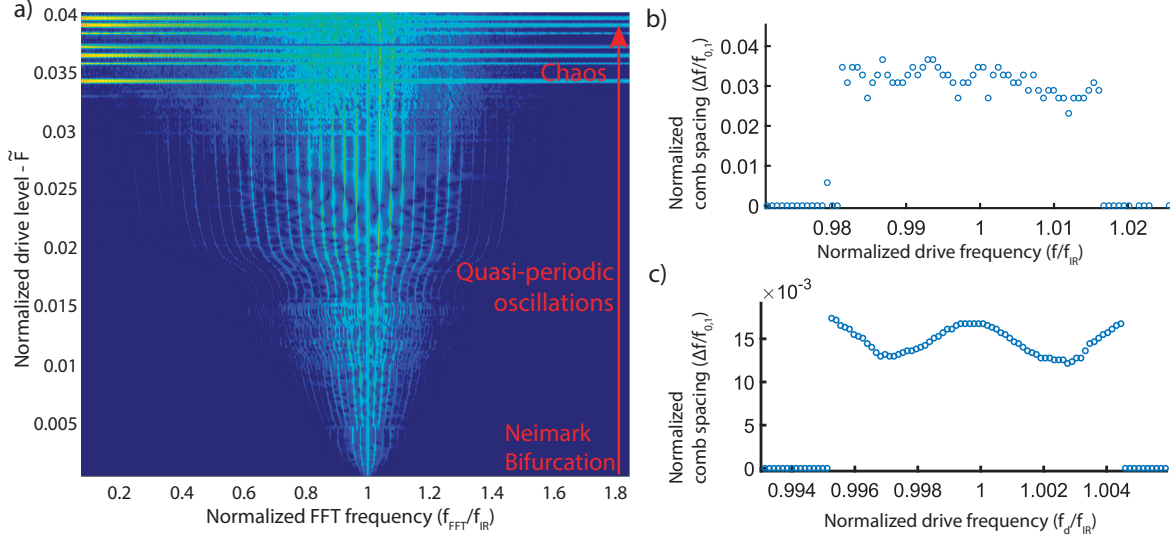 a)
0.04
0.035
0.03
0.025
0.02
0.015
0.01
0.005
Normalized drive level - F̃
Chaos
Quasi-periodic
oscillations
Neimark
Bifurcation
0.2 0.4 0.6 0.8 1 1.2 1.4 1.6 1.8
Normalized FFT frequency (f_FFT/f_IR)
b)
0.04
0.03
0.02
0.01
0
Normalized
comb spacing (Δf/f_0,1)
0.98 0.99 1 1.01 1.02
Normalized drive frequency (f/f_IR)
c)
× 10^-3
15
10
5
0
Normalized
comb spacing (Δf/f_0,1)
0.994 0.996 0.998 1 1.002 1.004
Normalized drive frequency (f_d/f_IR)